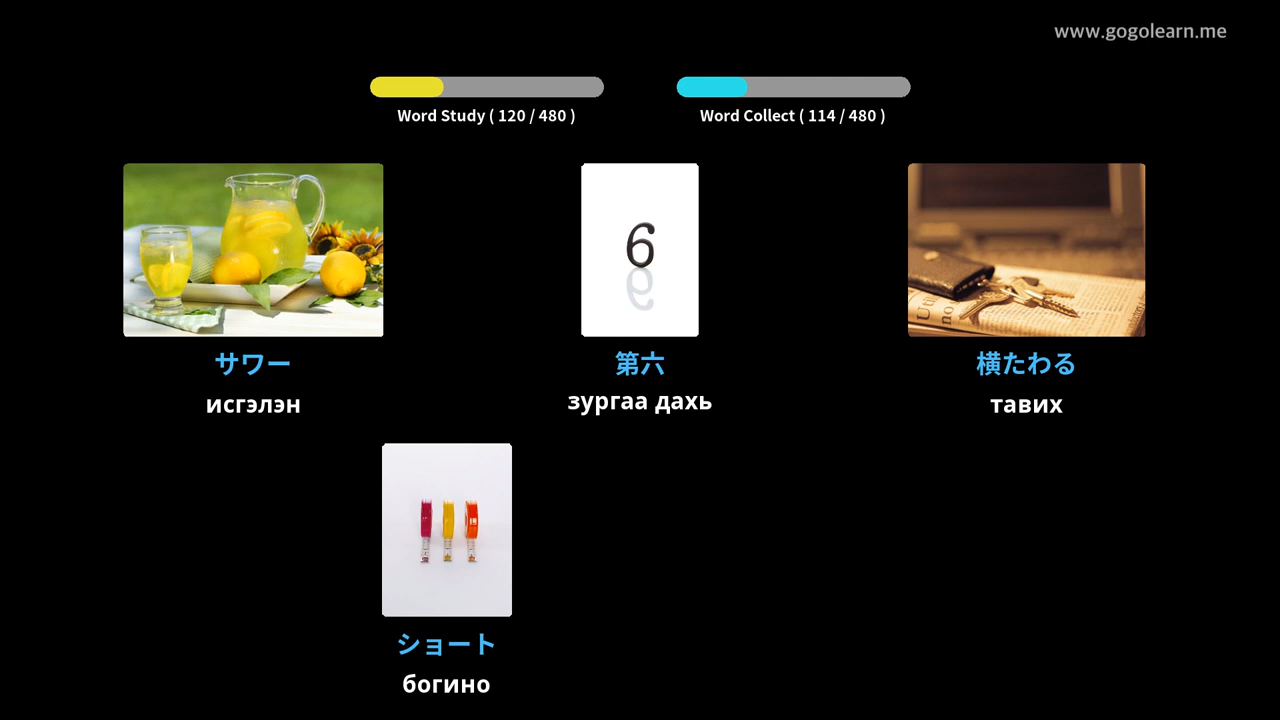 www.gogolearn.me
Word Study ( 120 / 480 )
Word Collect ( 114 / 480 )
6
サワー
第六
横たわる
исгэлэн
зургаа дахь
тавих
ショート
богино